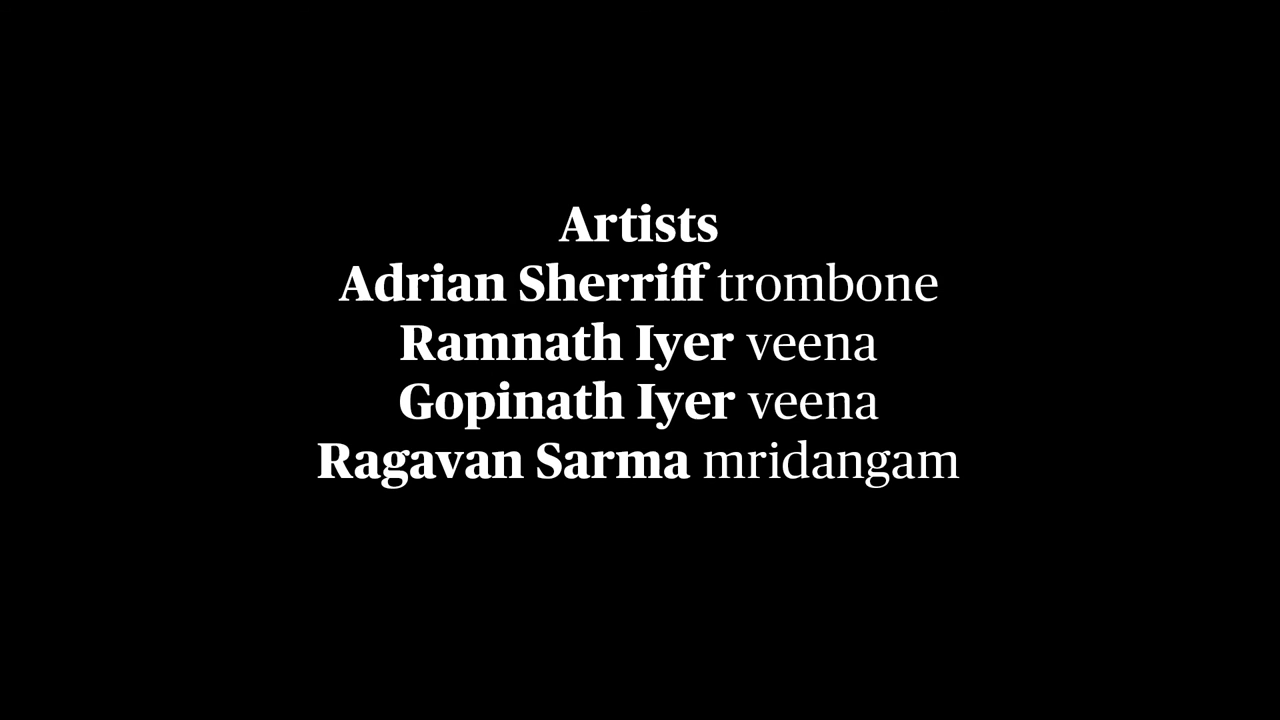 Artists
Adrian Sherriff trombone
Ramnath Iyer veena
Gopinath Iyer veena
Ragavan Sarma mridangam